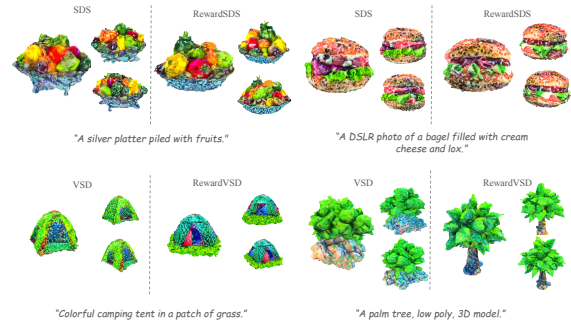 SDS
RewardSDS
SDS
RewardSDS
"A silver platter piled with fruits."
"A DSLR photo of a bagel filled with cream
cheese and lox."
VSD
RewardVSD
VSD
RewardVSD
"Colorful camping tent in a patch of grass."
"A palm tree, low poly, 3D model."